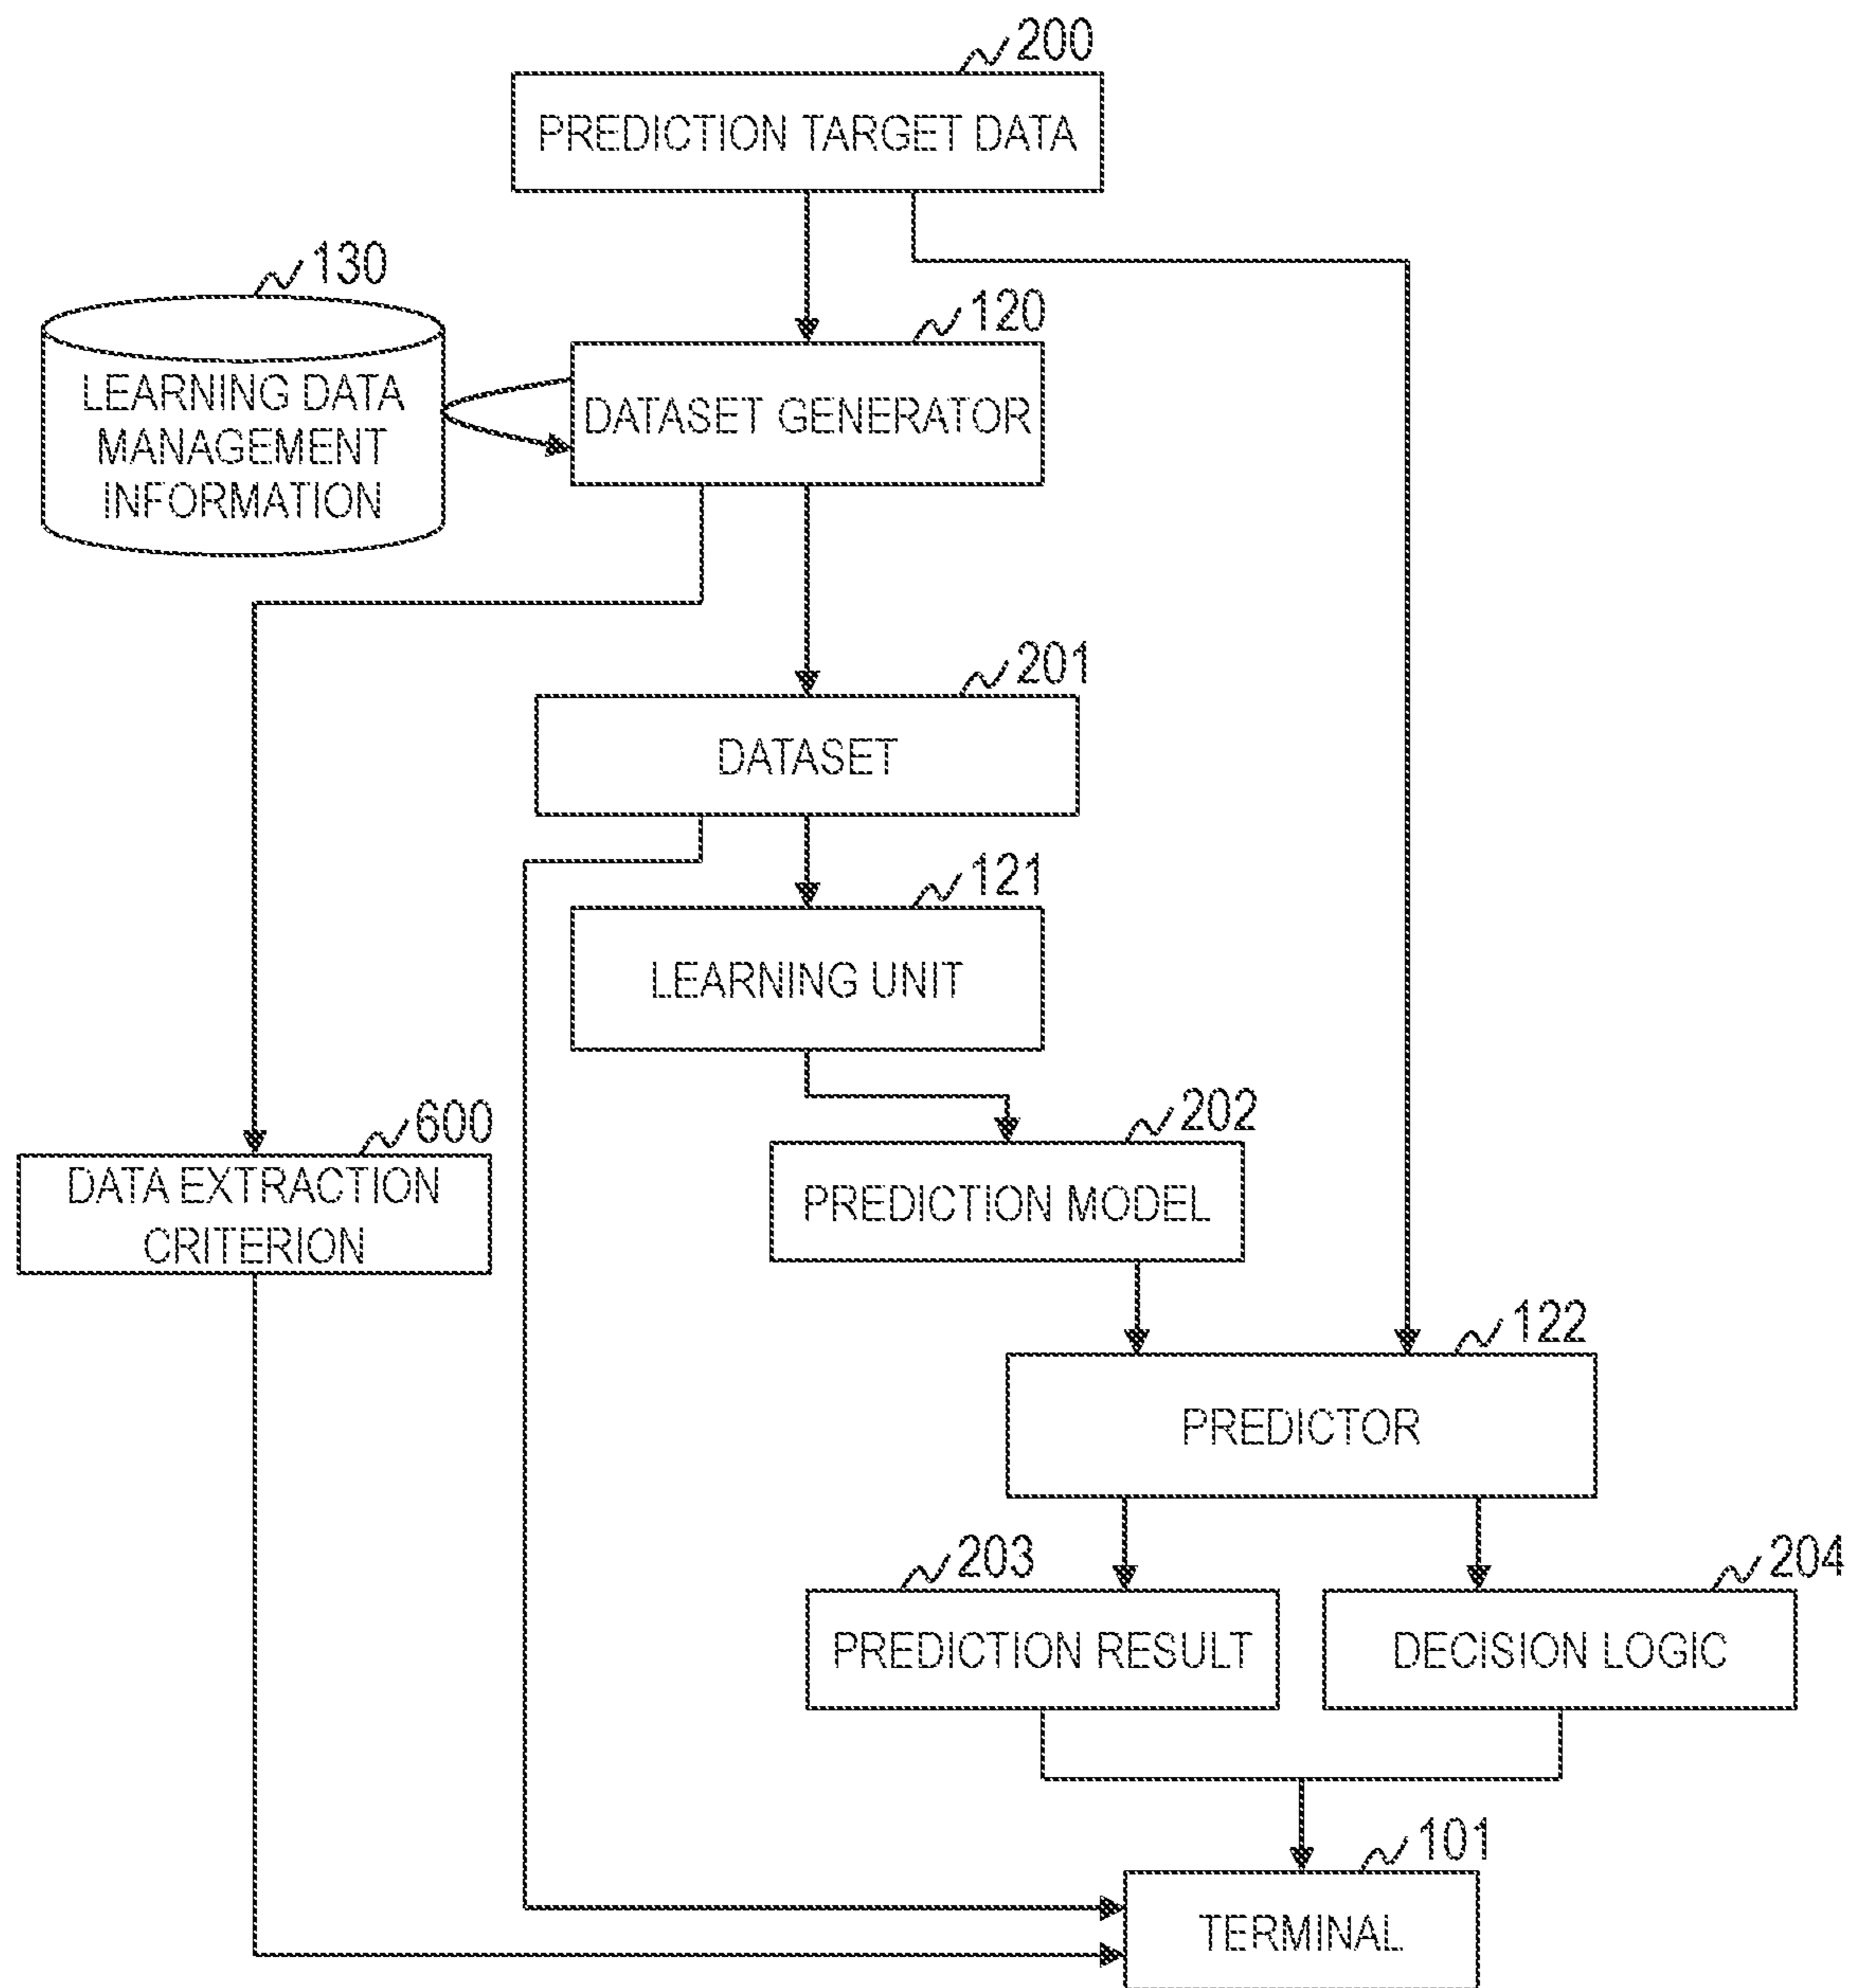 200
PREDICTION TARGET DATA
130
LEARNING DATA
MANAGEMENT
INFORMATION
120
DATASET GENERATOR
201
DATASET
121
LEARNING UNIT
600
DATA EXTRACTION
CRITERION
202
PREDICTION MODEL
122
PREDICTOR
203
PREDICTION RESULT
204
DECISION LOGIC
101
TERMINAL